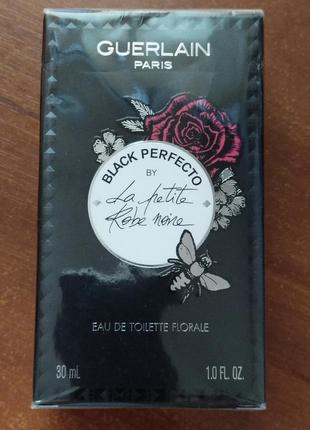 GUERLAIN
PARIS
BLACK PERFECTO
BY
La petite
Robe noire
EAU DE TOILETTE FLORALE
30 mL 1.0 FL. OZ.